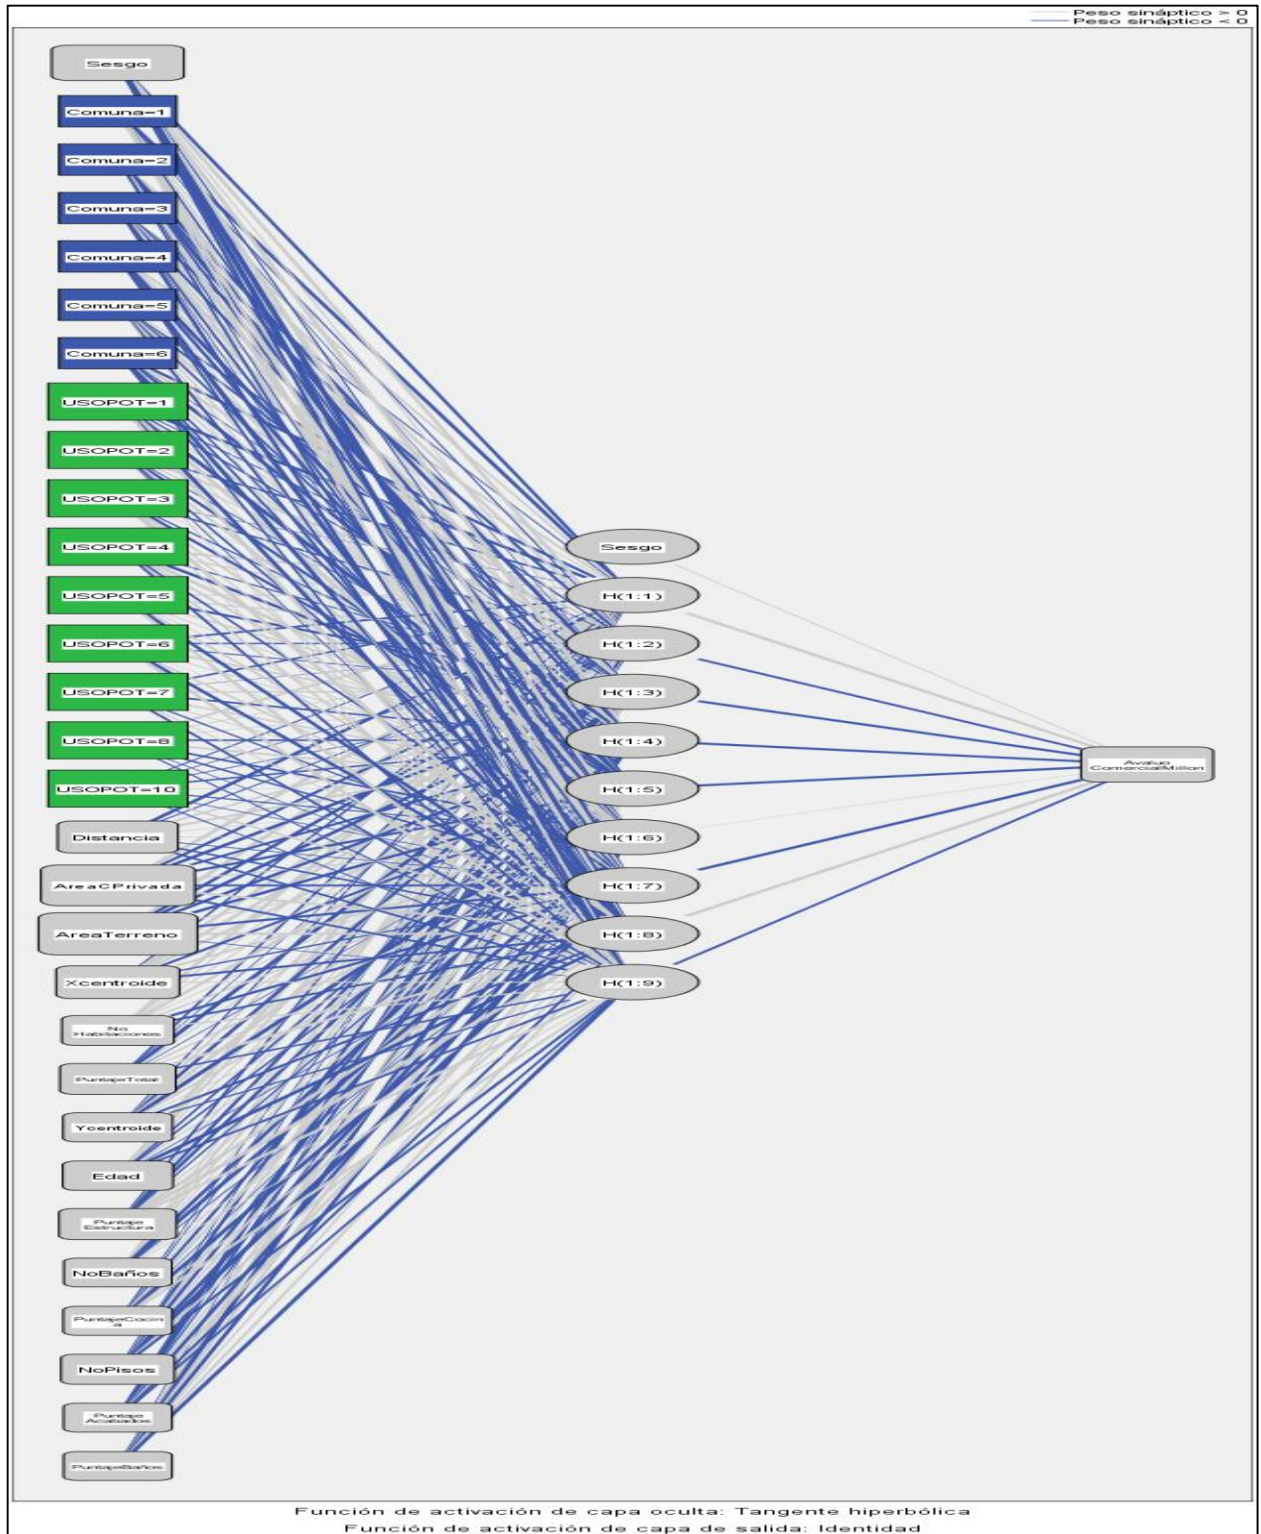 Peso sináptico > 0
Peso sináptico < 0
Sesgo
Comuna=1
Comuna=2
Comuna=3
Comuna=4
Comuna=5
Comuna=6
USOPOT=1
USOPOT=2
USOPOT=3
USOPOT=4
USOPOT=5
USOPOT=6
USOPOT=7
USOPOT=8
USOPOT=10
Distancia
AreaCPrivada
AreaTerreno
Xcentroide
No
Habitaciones
PuntajeTotal
Ycentroide
Edad
Puntaje
Estructura
NoBaños
PuntajeCocin
a
NoPisos
Puntaje
Acabados
PuntajeBaños
Sesgo
H(1:1)
H(1:2)
H(1:3)
H(1:4)
H(1:5)
H(1:6)
H(1:7)
H(1:8)
H(1:9)
Avaluo
ComercialMillon
Función de activación de capa oculta: Tangente hiperbólica
Función de activación de capa de salida: Identidad